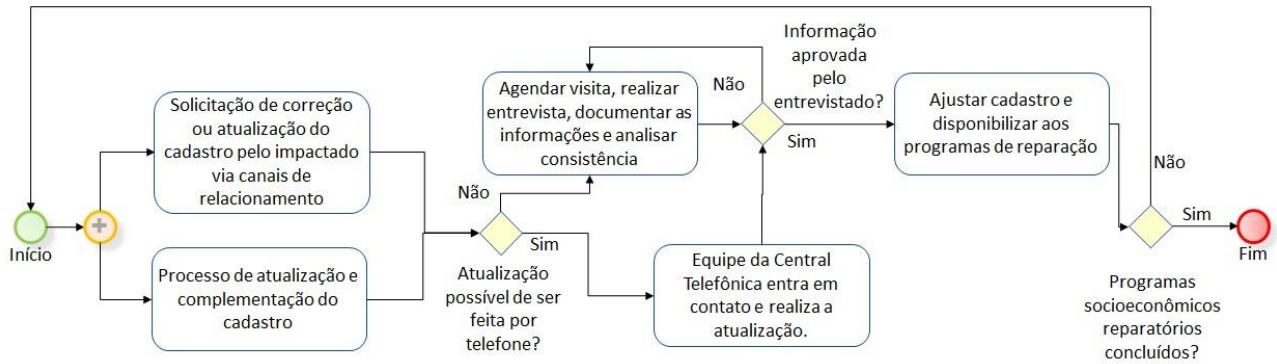 Início
Solicitação de correção
ou atualização do
cadastro pelo impactado
via canais de
relacionamento
Processo de atualização e
complementação do
cadastro
Não
Sim
Atualização
possível de ser
feita por
telefone?
Agendar visita, realizar
entrevista, documentar as
informações e analisar
consistência
Equipe da Central
Telefônica entra em
contato e realiza a
atualização.
Não
Informação
aprovada
pelo
entrevistado?
Sim
Ajustar cadastro e
disponibilizar aos
programas de reparação
Não
Sim
Programas
socioeconômicos
reparatórios
concluídos?
Fim